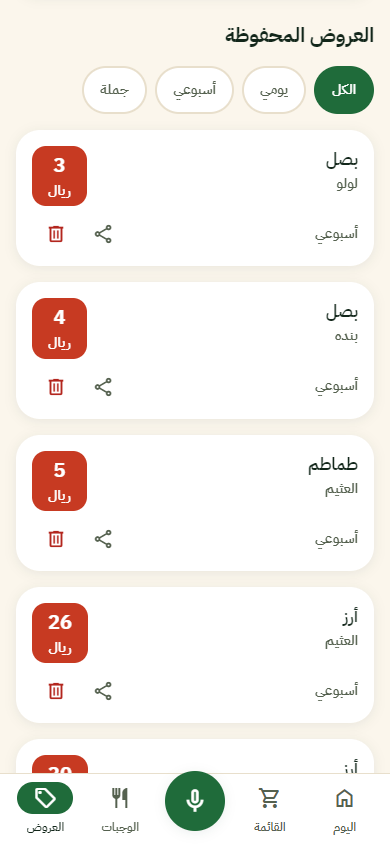 العروض المحفوظة
الكل
يومي
أسبوعي
جملة
بصل
لولو
3
ريال
أسبوعي
بصل
بنده
4
ريال
أسبوعي
طماطم
العثيم
5
ريال
أسبوعي
أرز
العثيم
26
ريال
أسبوعي
أرز
اليوم
القائمة
الوجبات
العروض